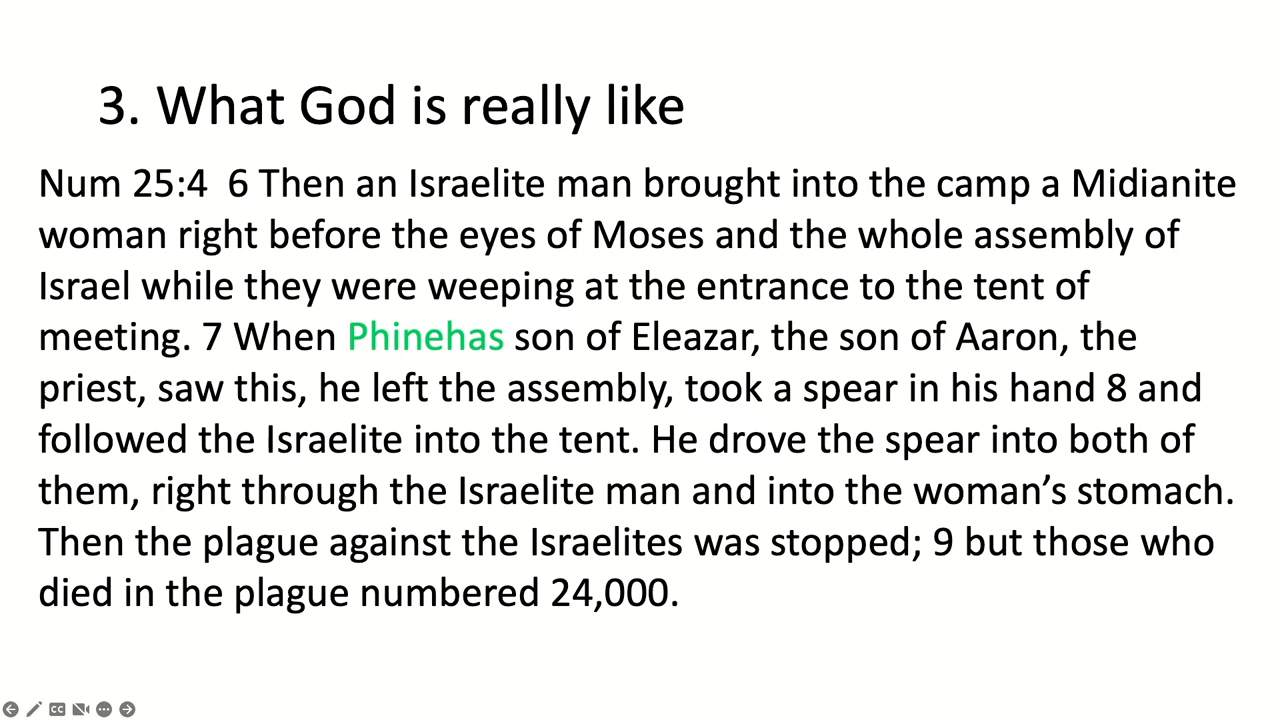 3. What God is really like
Num 25:4  6 Then an Israelite man brought into the camp a Midianite
woman right before the eyes of Moses and the whole assembly of
Israel while they were weeping at the entrance to the tent of
meeting. 7 When Phinehas son of Eleazar, the son of Aaron, the
priest, saw this, he left the assembly, took a spear in his hand 8 and
followed the Israelite into the tent. He drove the spear into both of
them, right through the Israelite man and into the woman’s stomach.
Then the plague against the Israelites was stopped; 9 but those who
died in the plague numbered 24,000.
CC